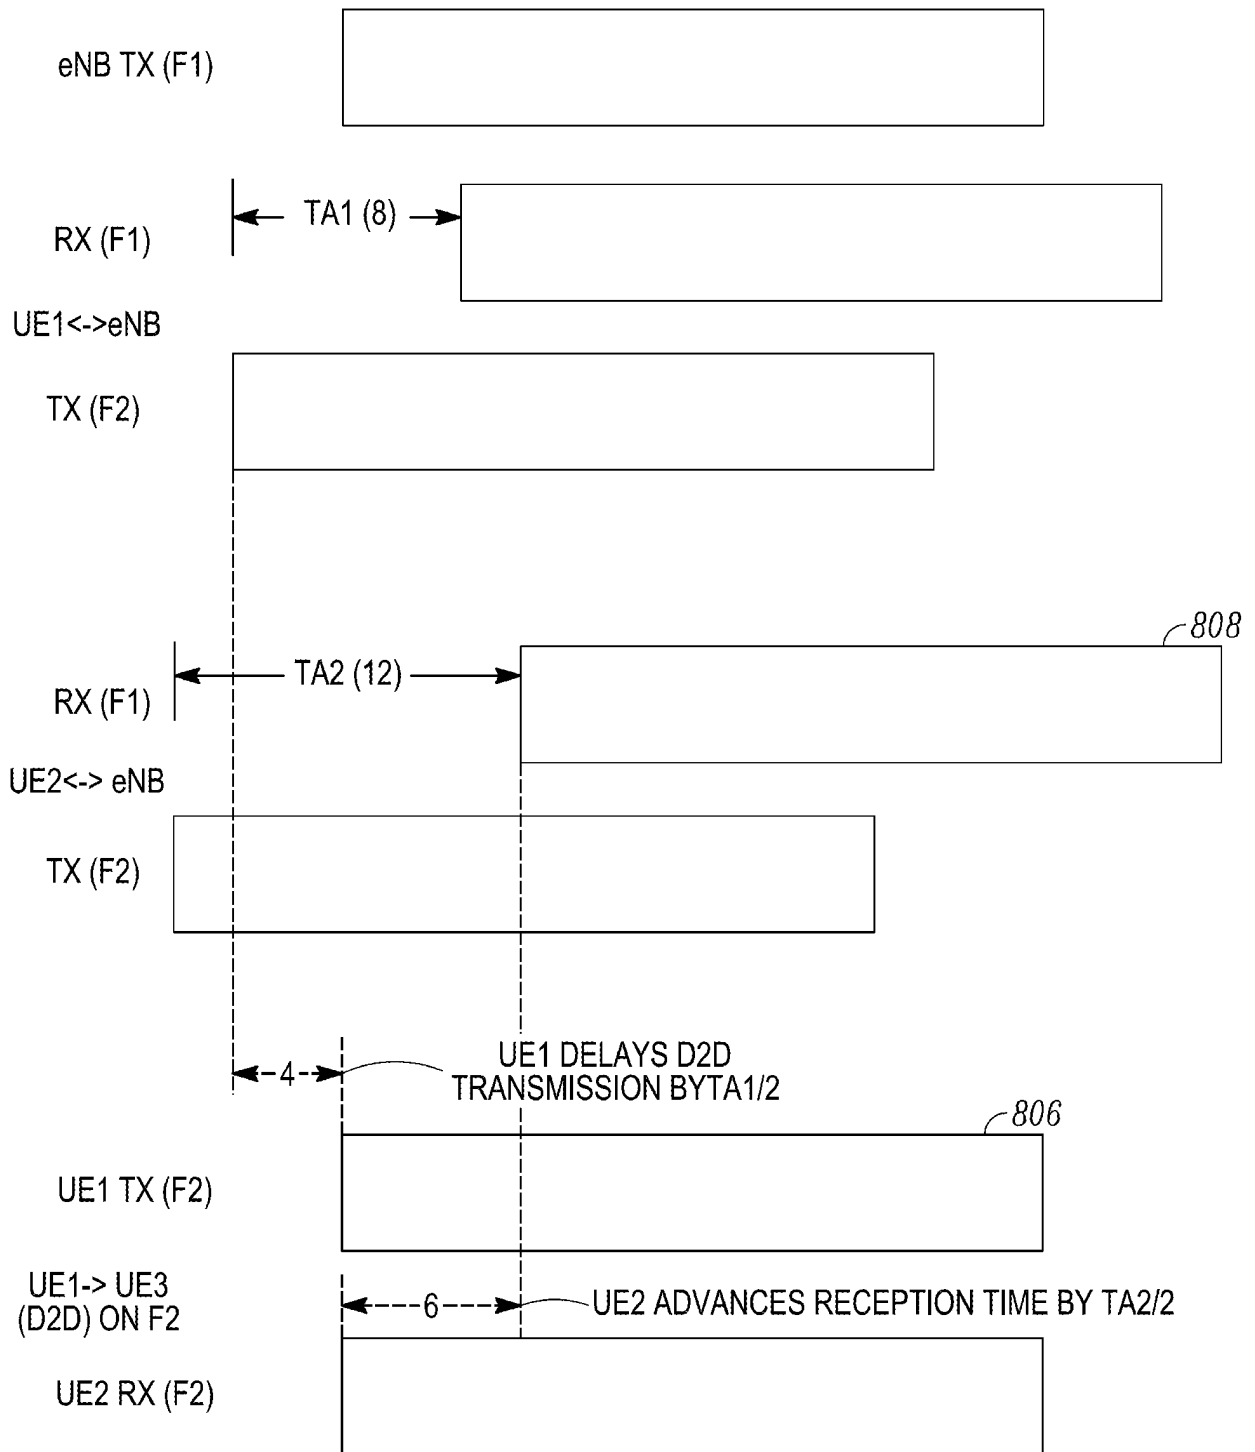 eNB TX (F1)
TA1 (8)
RX (F1)
UE1<->eNB
TX (F2)
808
TA2 (12)
RX (F1)
UE2<-> eNB
TX (F2)
4
UE1 DELAYS D2D
TRANSMISSION BYTA1/2
806
UE1 TX (F2)
UE1-> UE3
(D2D) ON F2
6
UE2 ADVANCES RECEPTION TIME BY TA2/2
UE2 RX (F2)